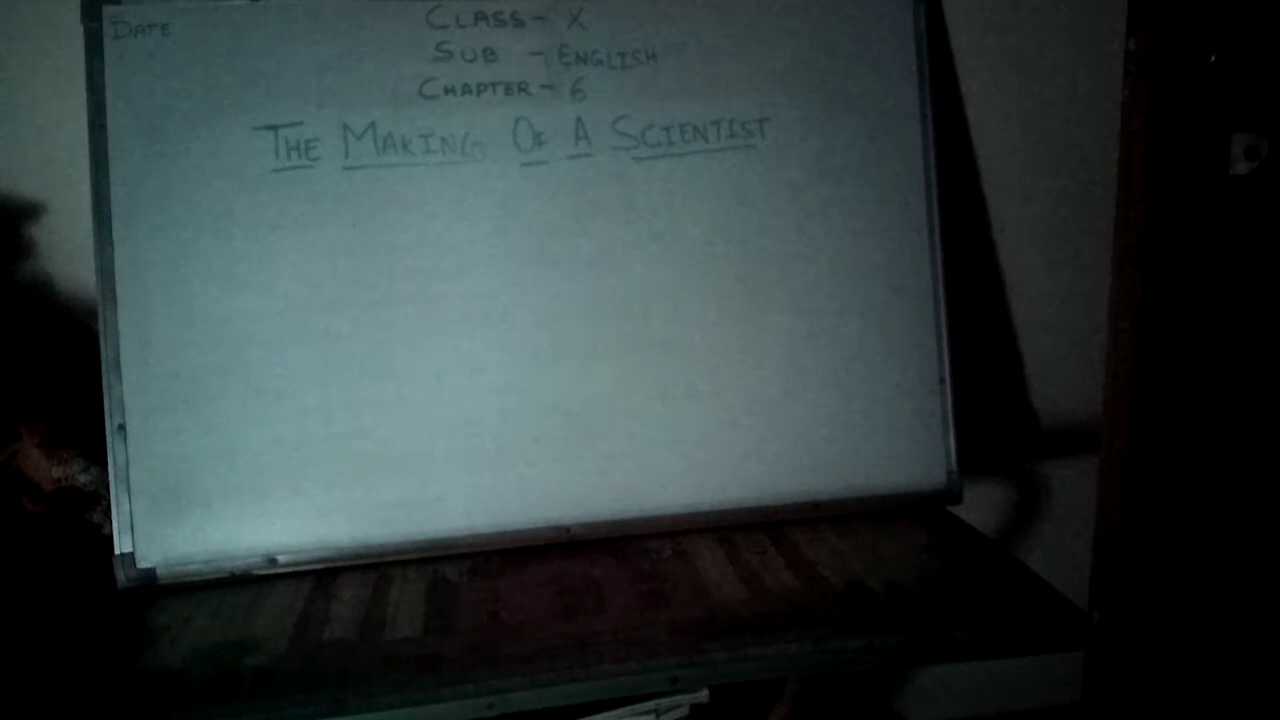 DATE
CLASS- X
SUB - ENGLISH
CHAPTER- 6
THE MAKING OF A SCIENTIST